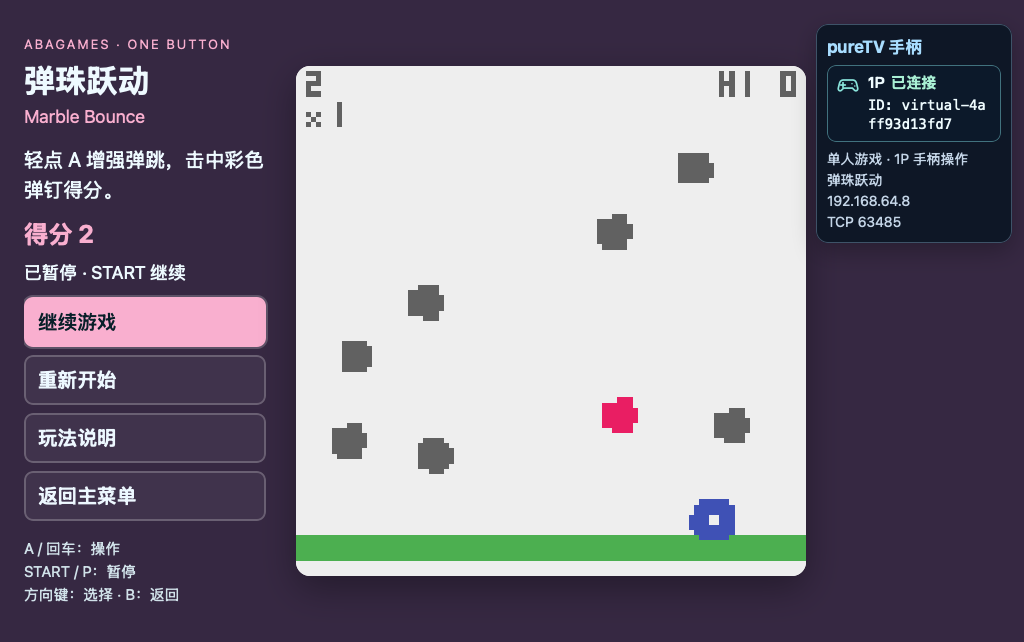 ABAGAMES · ONE BUTTON
弹珠跃动
Marble Bounce
轻点 A 增强弹跳，击中彩色
弹钉得分。
得分 2
已暂停 · START 继续
继续游戏
重新开始
玩法说明
返回主菜单
A / 回车：操作
START / P：暂停
方向键：选择 · B：返回
2
HI 0
x 1
pureTV 手柄
1P 已连接
ID: virtual-4a
ff93d13fd7
单人游戏 · 1P 手柄操作
弹珠跃动
192.168.64.8
TCP 63485